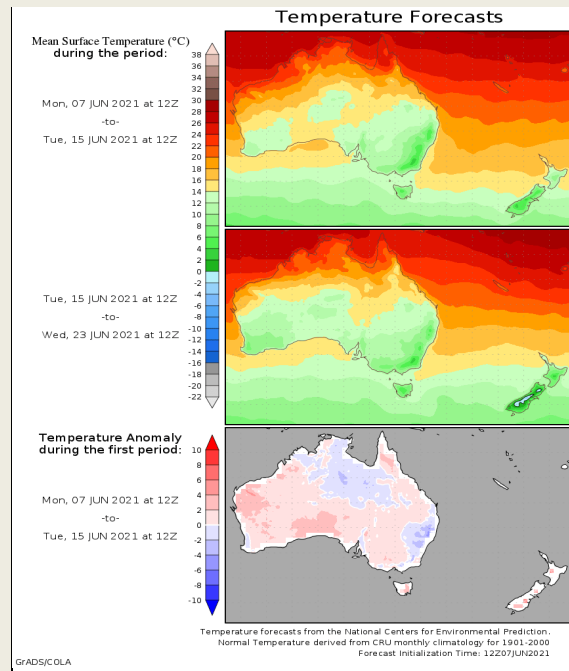 Temperature Forecasts
Mean Surface Temperature (°C)
during the period:
Mon, 07 JUN 2021 at 12Z
-to-
Tue, 15 JUN 2021 at 12Z
38
36
34
32
30
28
26
24
22
20
18
16
14
12
10
8
6
4
2
0
-2
-4
-6
-8
-10
-12
-14
-16
-18
-20
-22
Tue, 15 JUN 2021 at 12Z
-to-
Wed, 23 JUN 2021 at 12Z
Temperature Anomaly
during the first period:
Mon, 07 JUN 2021 at 12Z
-to-
Tue, 15 JUN 2021 at 12Z
10
8
6
4
2
0
-2
-4
-6
-8
-10
Temperature forecasts from the National Centers for Environmental Prediction.
Normal Temperature derived from CRU monthly climatology for 1901-2000
Forecast Initialization Time: 12Z07JUN2021
GrADS/COLA